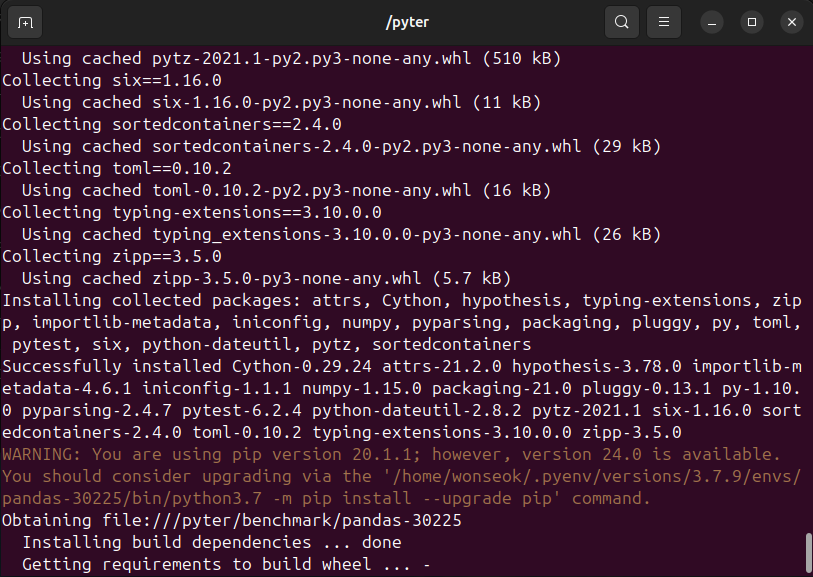 /pyter
Using cached pytz-2021.1-py2.py3-none-any.whl (510 kB)
Collecting six==1.16.0
Using cached six-1.16.0-py2.py3-none-any.whl (11 kB)
Collecting sortedcontainers==2.4.0
Using cached sortedcontainers-2.4.0-py2.py3-none-any.whl (29 kB)
Collecting toml==0.10.2
Using cached toml-0.10.2-py2.py3-none-any.whl (16 kB)
Collecting typing-extensions==3.10.0.0
Using cached typing_extensions-3.10.0.0-py3-none-any.whl (26 kB)
Collecting zipp==3.5.0
Using cached zipp-3.5.0-py3-none-any.whl (5.7 kB)
Installing collected packages: attrs, Cython, hypothesis, typing-extensions, zip
p, importlib-metadata, iniconfig, numpy, pyparsing, packaging, pluggy, py, toml,
pytest, six, python-dateutil, pytz, sortedcontainers
Successfully installed Cython-0.29.24 attrs-21.2.0 hypothesis-3.78.0 importlib-m
etadata-4.6.1 iniconfig-1.1.1 numpy-1.15.0 packaging-21.0 pluggy-0.13.1 py-1.10.
0 pyparsing-2.4.7 pytest-6.2.4 python-dateutil-2.8.2 pytz-2021.1 six-1.16.0 sort
edcontainers-2.4.0 toml-0.10.2 typing-extensions-3.10.0.0 zipp-3.5.0
WARNING: You are using pip version 20.1.1; however, version 24.0 is available.
You should consider upgrading via the '/home/wonseok/.pyenv/versions/3.7.9/envs/
pandas-30225/bin/python3.7 -m pip install --upgrade pip' command.
Obtaining file:///pyter/benchmark/pandas-30225
Installing build dependencies ... done
Getting requirements to build wheel ... -